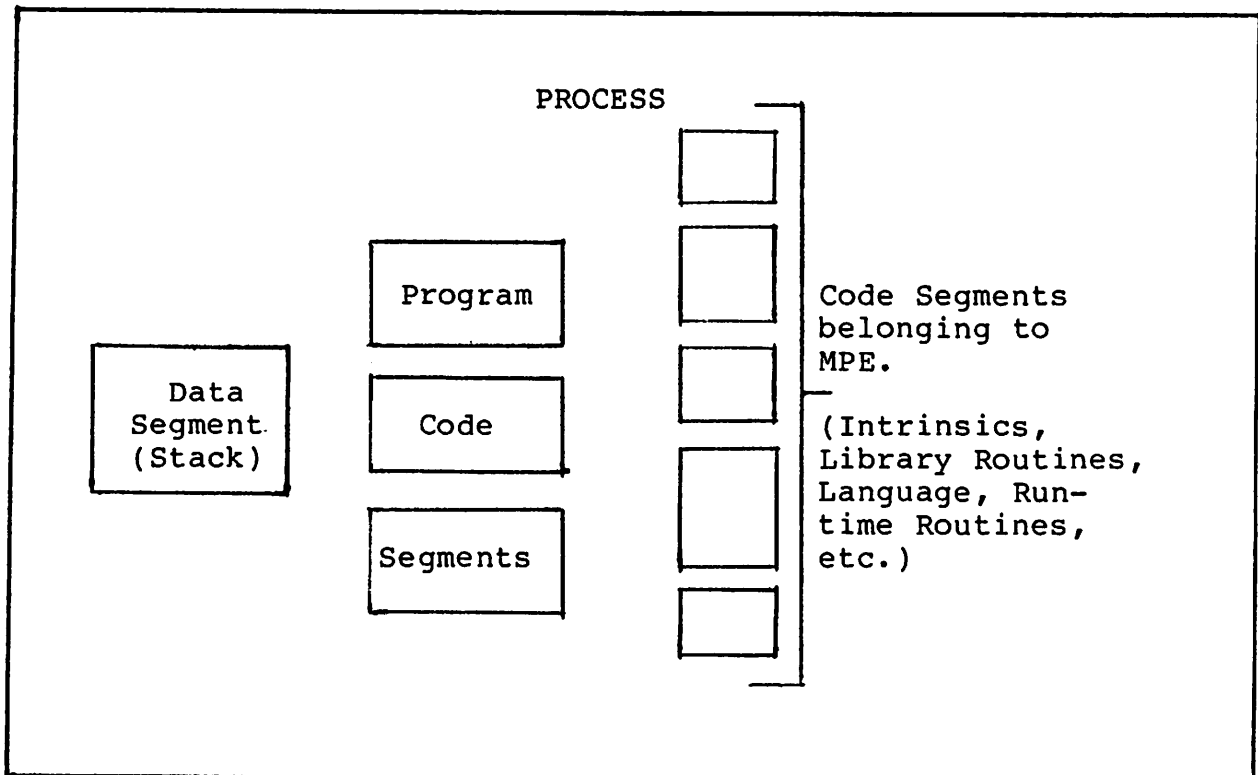 PROCESS
Data
Segment
(Stack)
Program
Code
Segments
Code Segments
belonging to
MPE.
(Intrinsics,
Library Routines,
Language, Run-
time Routines,
etc.)